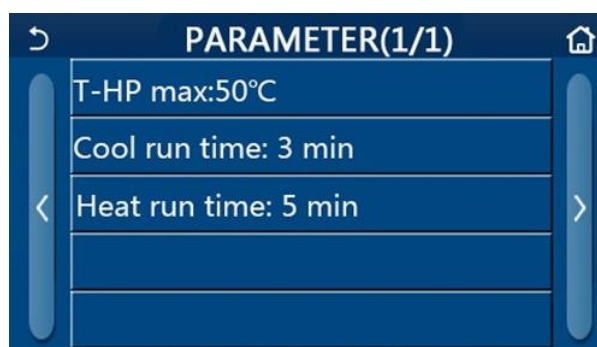 PARAMETER(1/1)
T-HP max:50℃
Cool run time: 3 min
Heat run time: 5 min